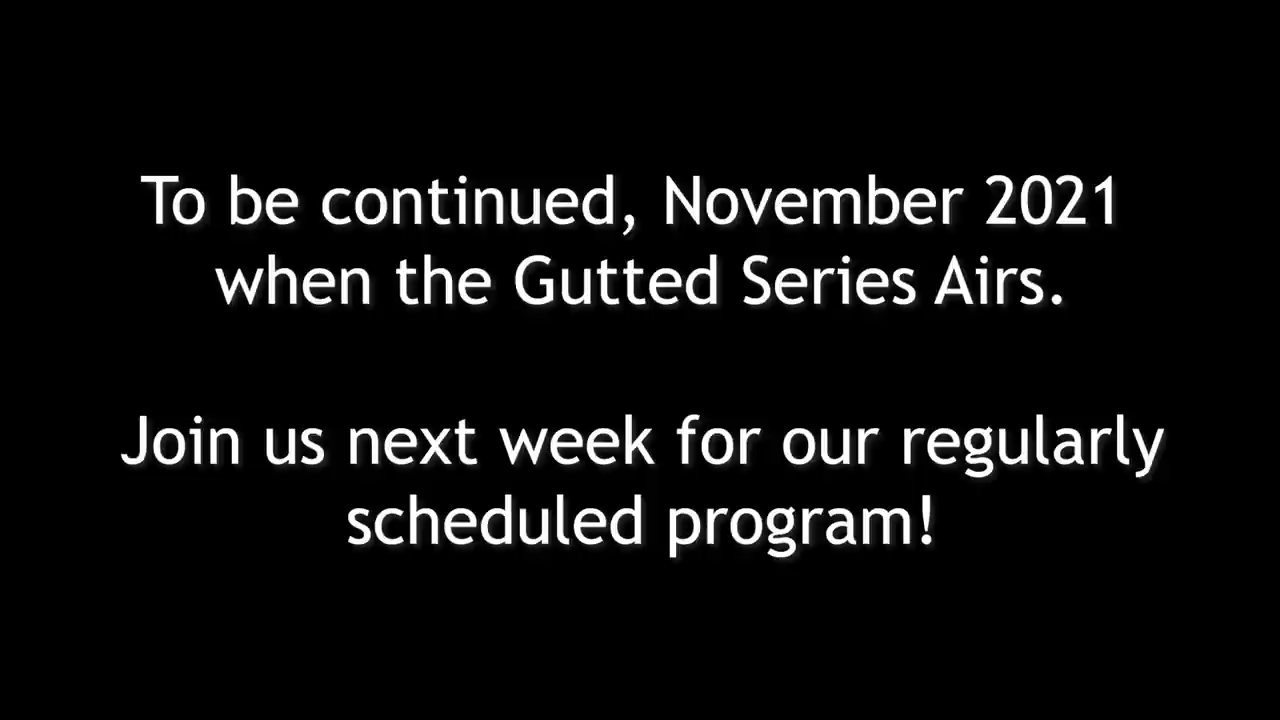 To be continued, November 2021
when the Gutted Series Airs.
Join us next week for our regularly
scheduled program!